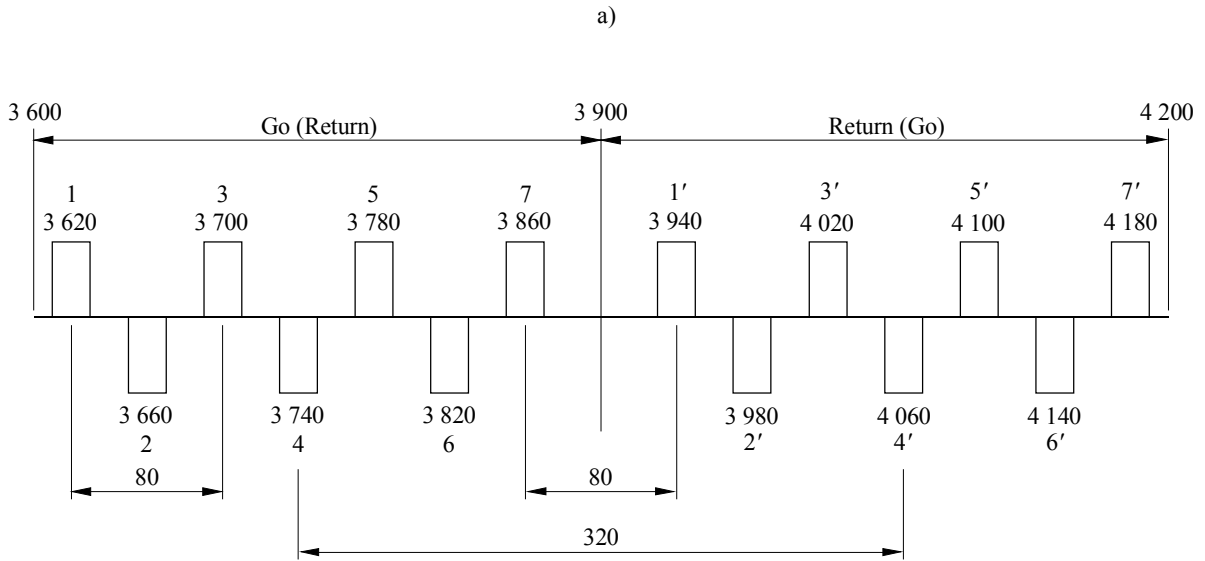 a)
3 600 3 900 4 200
Go (Return) Return (Go)
1 3 5 7 1′ 3′ 5′ 7′
3 620 3 700 3 780 3 860 3 940 4 020 4 100 4 180
3 660 3 740 3 820 3 980 4 060 4 140
2 4 6 2′ 4′ 6′
80 80
320